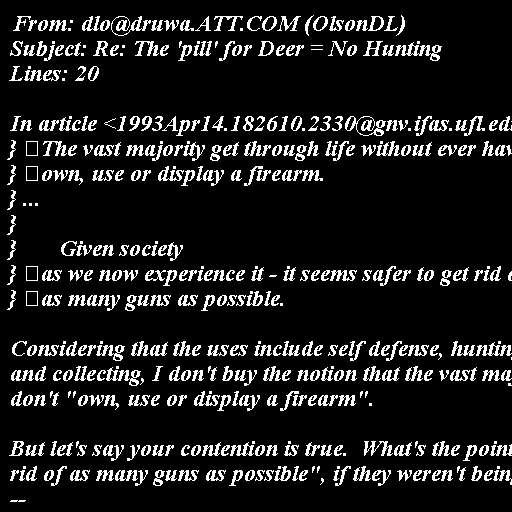 From: dlo@druwa.ATT.COM (OlsonDL)
Subject: Re: The 'pill' for Deer = No Hunting
Lines: 20
In article <1993Apr14.182610.2330@gnv.ifas.ufl.ed
} The vast majority get through life without ever hav
} own, use or display a firearm.
} ...
}
} Given society
} as we now experience it - it seems safer to get rid
} as many guns as possible.
Considering that the uses include self defense, huntin
and collecting, I don't buy the notion that the vast ma
don't "own, use or display a firearm".
But let's say your contention is true. What's the point
rid of as many guns as possible", if they weren't bein
--